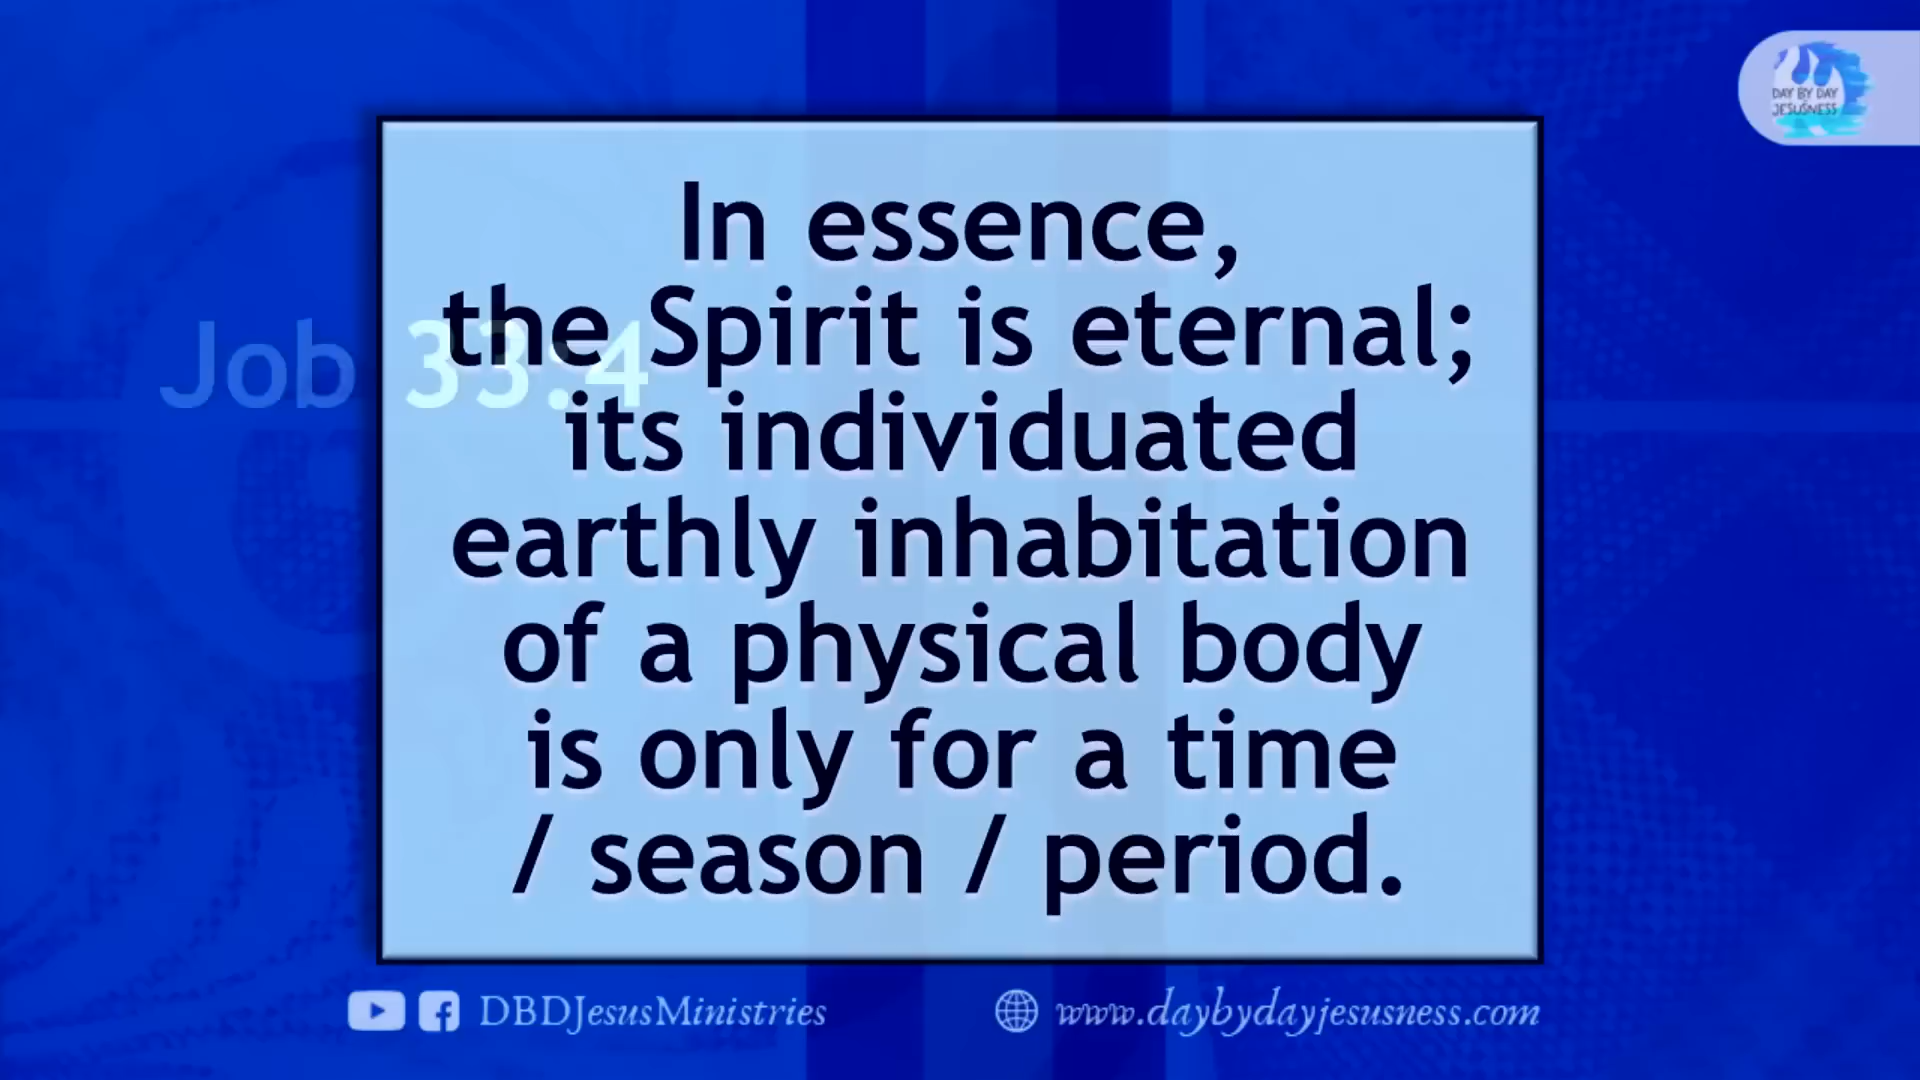 DAY BY DAY
JESUSNESS
In essence,
the Spirit is eternal;
Job 33:4
its individuated
earthly inhabitation
of a physical body
is only for a time
/ season / period.
DBDJesusMinistries
www.daybydayjesusness.com